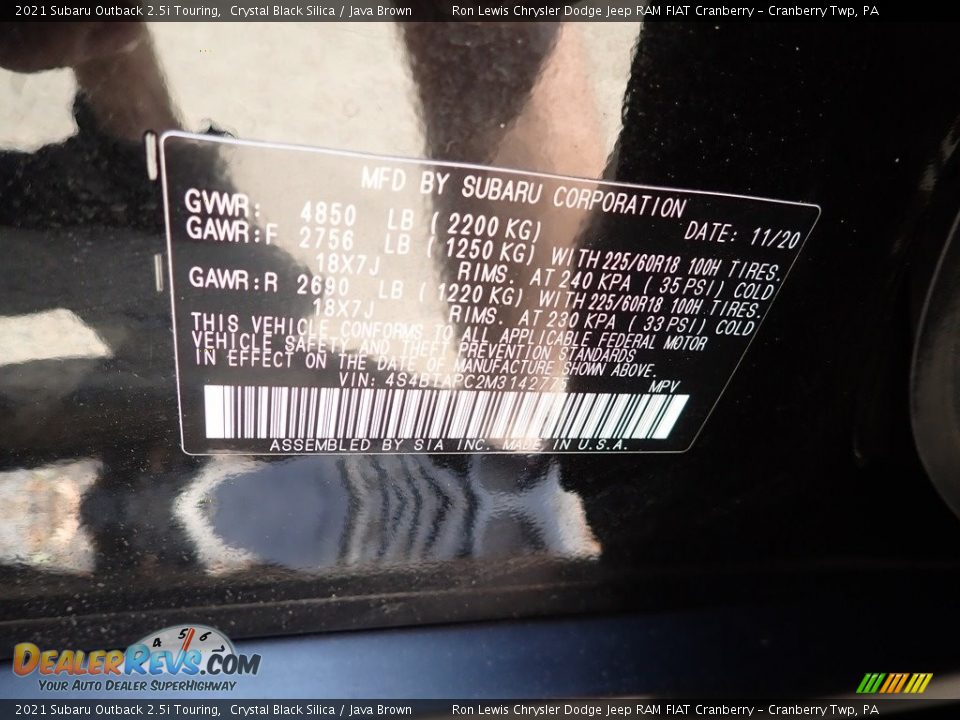 2021 Subaru Outback 2.5i Touring, Crystal Black Silica / Java Brown Ron Lewis Chrysler Dodge Jeep RAM FIAT Cranberry - Cranberry Twp, PA
MFD BY SUBARU CORPORATION
GVWR: 4850 LB ( 2200 KG) DATE: 11/20
GAWR:F 2756 LB ( 1250 KG) WITH 225/60R18 100H TIRES.
18X7J RIMS. AT 240 KPA ( 35 PSI) COLD
GAWR:R 2690 LB ( 1220 KG) WITH 225/60R18 100H TIRES.
18X7J RIMS. AT 230 KPA ( 33 PSI) COLD
THIS VEHICLE CONFORMS TO ALL APPLICABLE FEDERAL MOTOR
VEHICLE SAFETY AND THEFT PREVENTION STANDARDS
IN EFFECT ON THE DATE OF MANUFACTURE SHOWN ABOVE.
VIN: 4S4BTAPC2M3142775 MPV
ASSEMBLED BY SIA INC. MADE IN U.S.A.
4 5 6
DEALERREVS.COM
YOUR AUTO DEALER SUPERHIGHWAY
2021 Subaru Outback 2.5i Touring, Crystal Black Silica / Java Brown Ron Lewis Chrysler Dodge Jeep RAM FIAT Cranberry - Cranberry Twp, PA